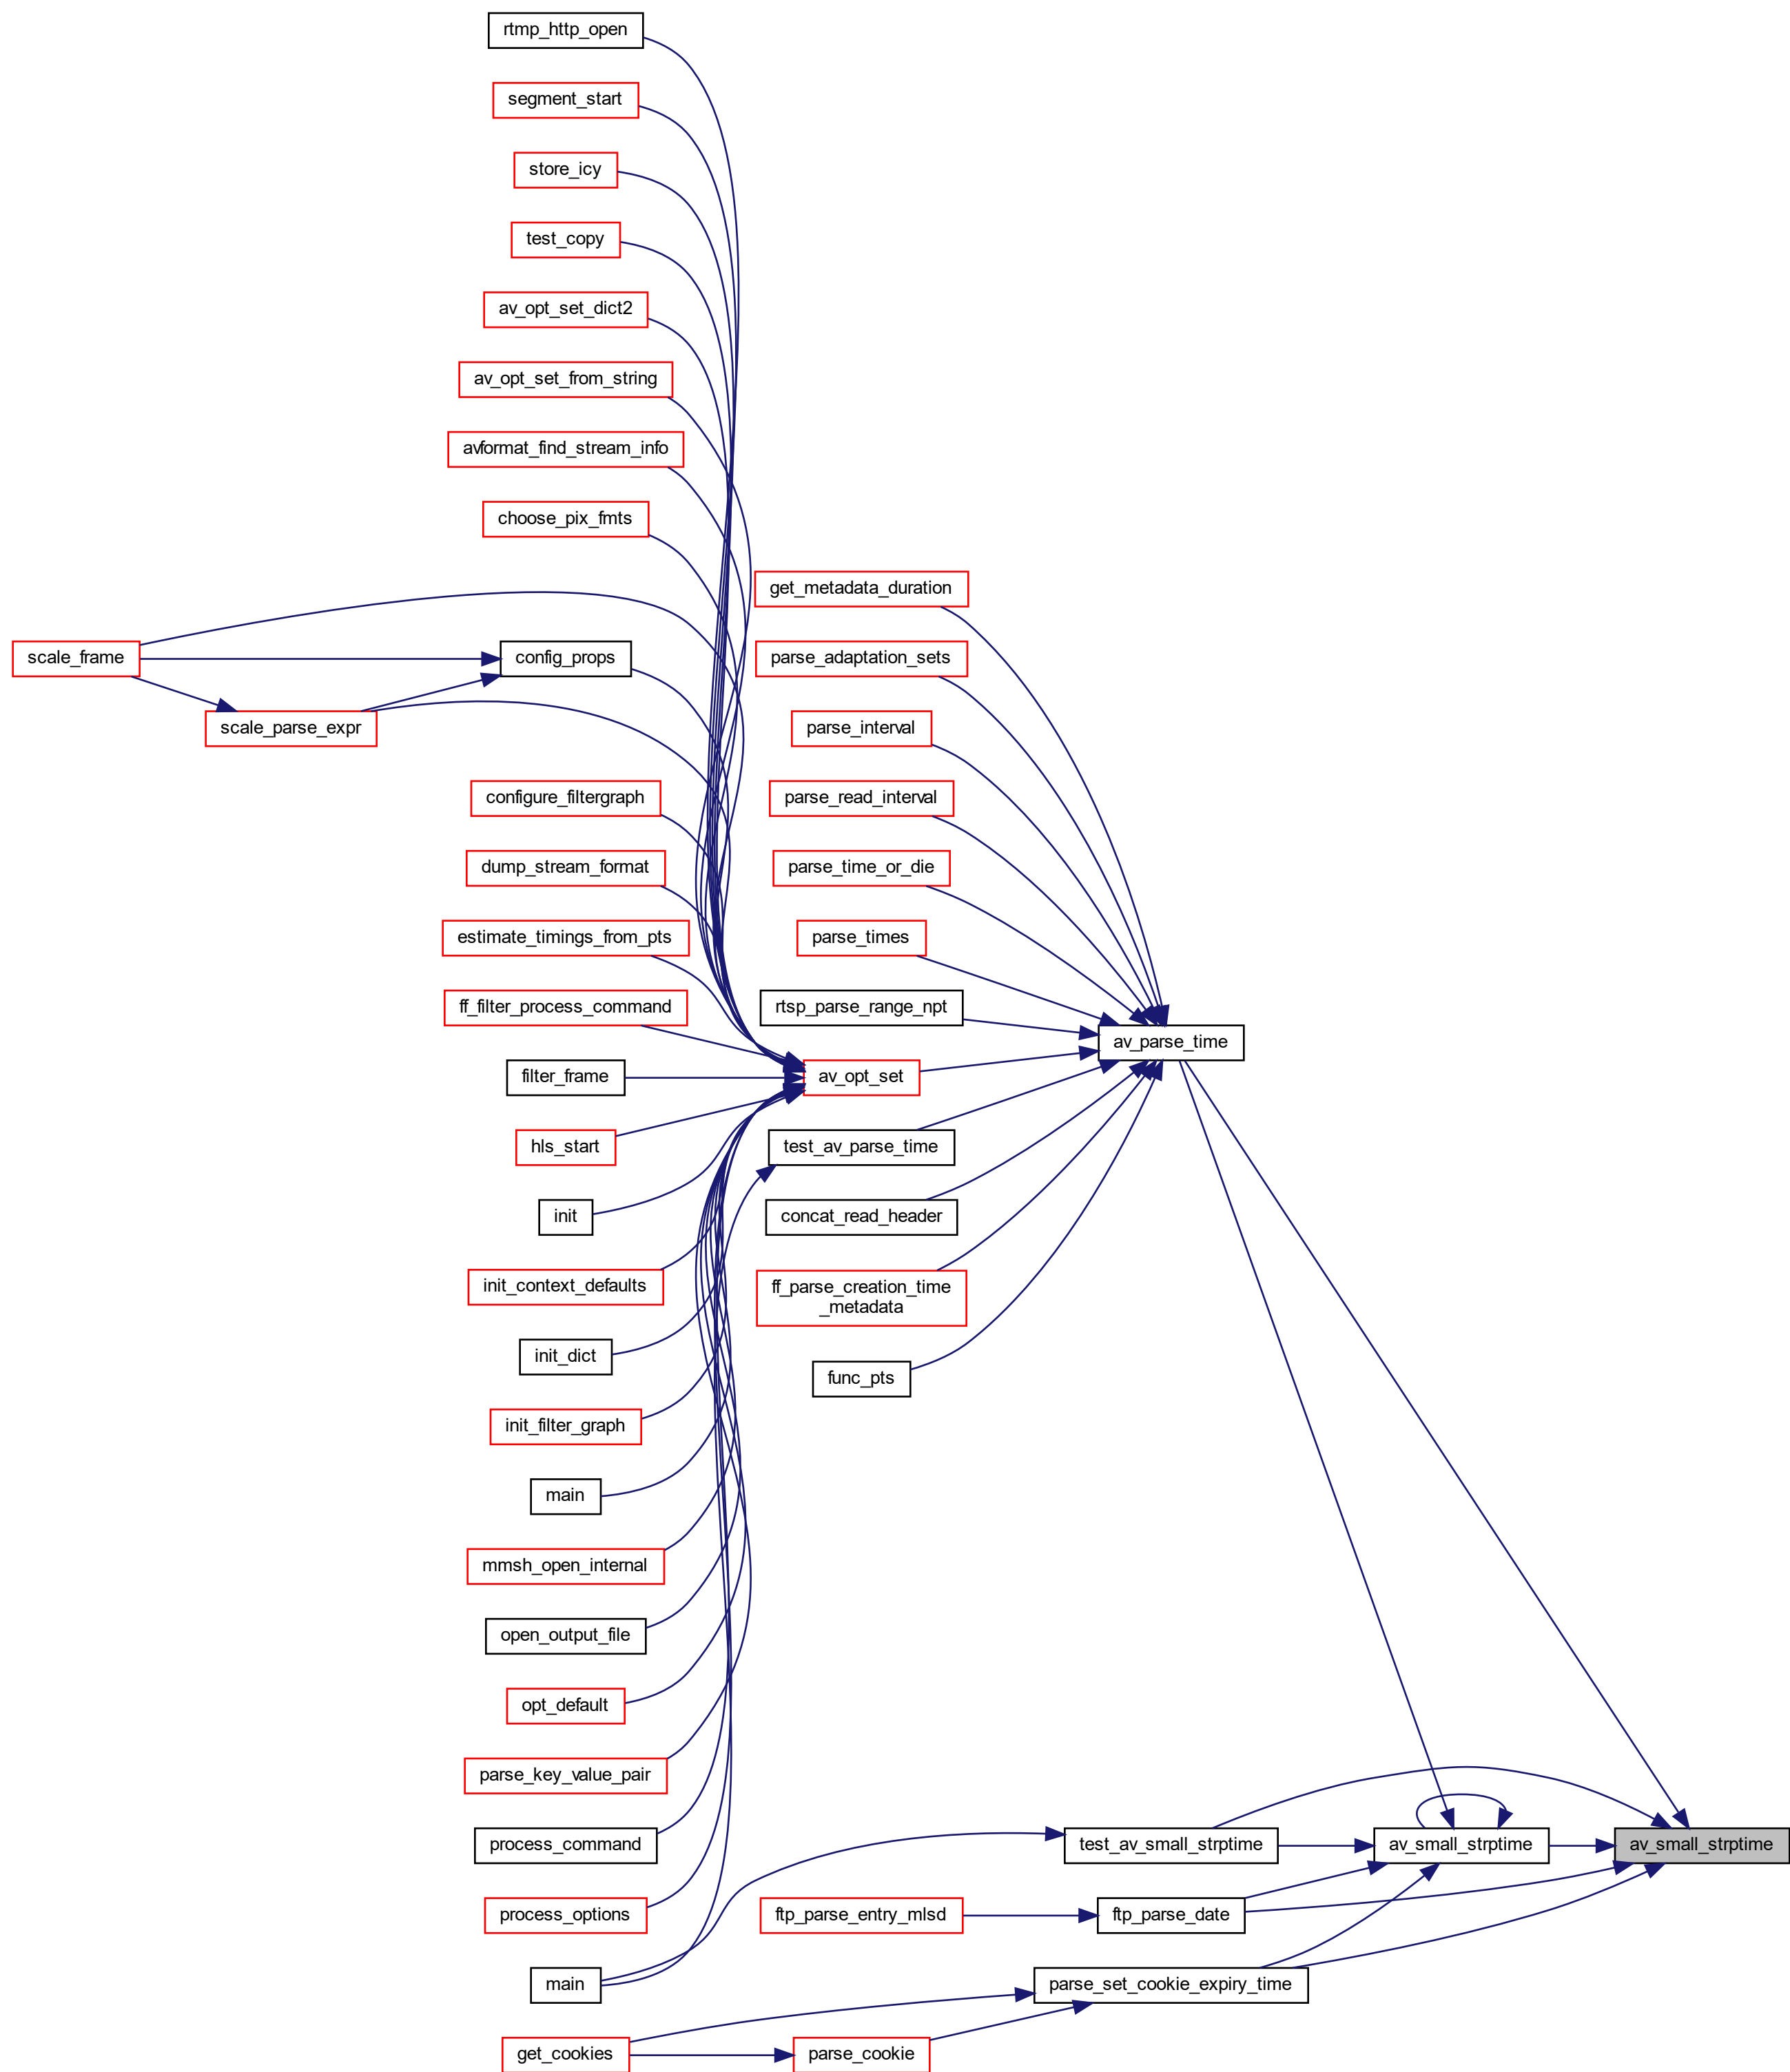 rtmp_http_open
segment_start
store_icy
test_copy
av_opt_set_dict2
av_opt_set_from_string
avformat_find_stream_info
choose_pix_fmts
scale_frame
config_props
scale_parse_expr
configure_filtergraph
dump_stream_format
estimate_timings_from_pts
ff_filter_process_command
filter_frame
hls_start
init
init_context_defaults
init_dict
init_filter_graph
main
mmsh_open_internal
open_output_file
opt_default
parse_key_value_pair
process_command
process_options
main
get_cookies
get_metadata_duration
parse_adaptation_sets
parse_interval
parse_read_interval
parse_time_or_die
parse_times
rtsp_parse_range_npt
av_opt_set
test_av_parse_time
concat_read_header
ff_parse_creation_time
_metadata
func_pts
ftp_parse_entry_mlsd
parse_cookie
av_parse_time
test_av_small_strptime
ftp_parse_date
parse_set_cookie_expiry_time
av_small_strptime
av_small_strptime